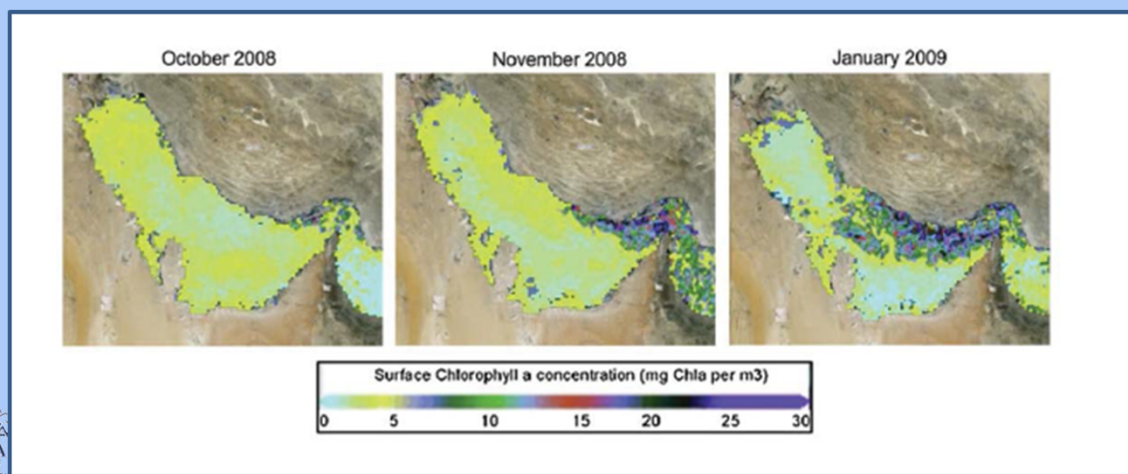 October 2008
November 2008
January 2009
Surface Chlorophyll a concentration (mg Chla per m3)
0 5 10 15 20 25 30